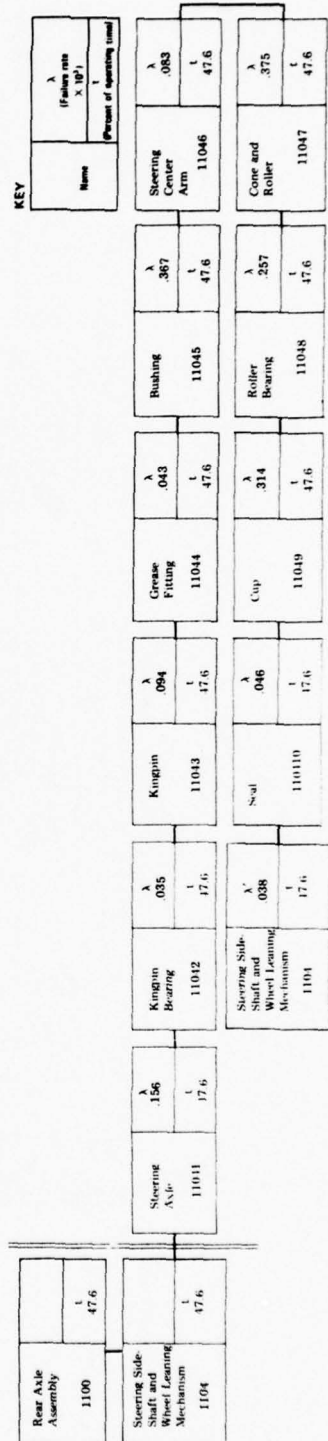 KEY
Name
λ
(Failure rate
× 10³)
t
(Percent of operating time)
Rear Axle
Assembly
1100
t
47.6
Steering Side-
Shaft and
Wheel Leaning
Mechanism
1104
t
47.6
Steering
Axle
11041
λ
.156
t
47.6
Kingpin
Bearing
11042
λ
.035
t
47.6
Kingpin
11043
λ
.094
t
47.6
Grease
Fitting
11044
λ
.043
t
47.6
Bushing
11045
λ
.367
t
47.6
Steering
Center
Arm
11046
λ
.083
t
47.6
Steering Side-
Shaft and
Wheel Leaning
Mechanism
1104
λ'
.038
t
47.6
Seal
110110
λ
.046
t
47.6
Cup
11049
λ
.314
t
47.6
Roller
Bearing
11048
λ
.257
t
47.6
Cone and
Roller
11047
λ
.375
t
47.6